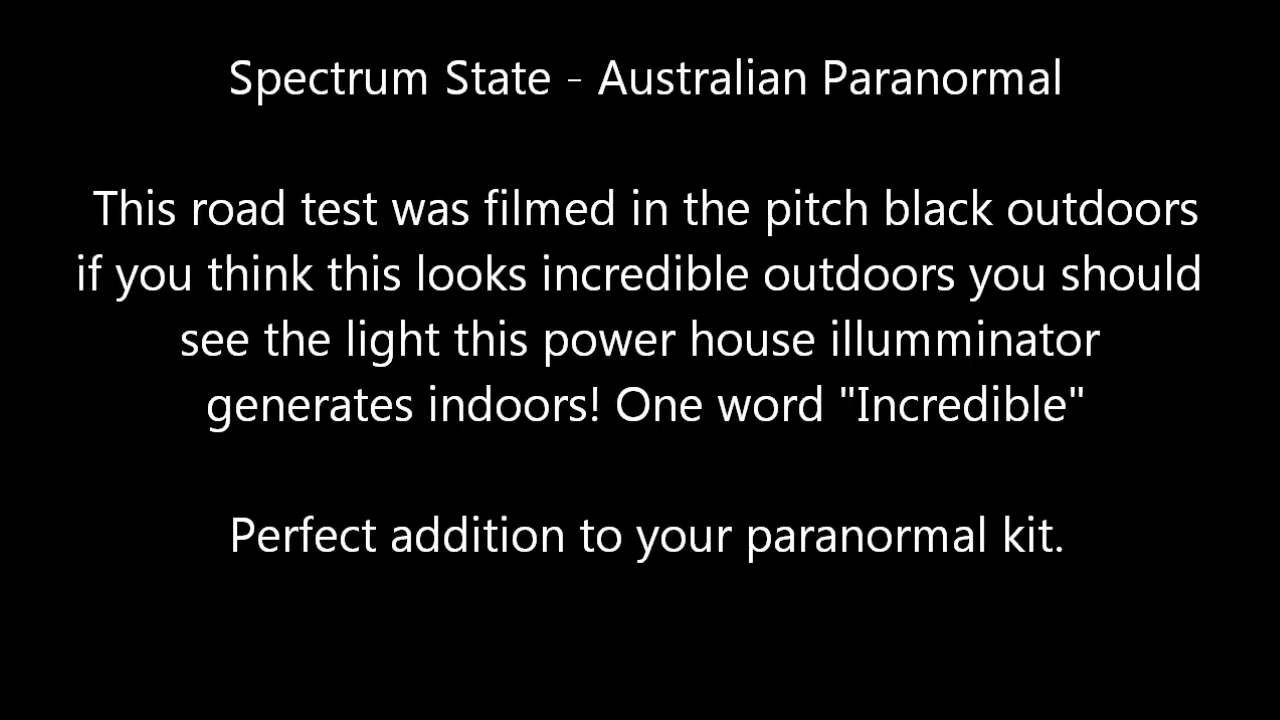 Spectrum State - Australian Paranormal
This road test was filmed in the pitch black outdoors
if you think this looks incredible outdoors you should
see the light this power house illumminator
generates indoors! One word "Incredible"
Perfect addition to your paranormal kit.